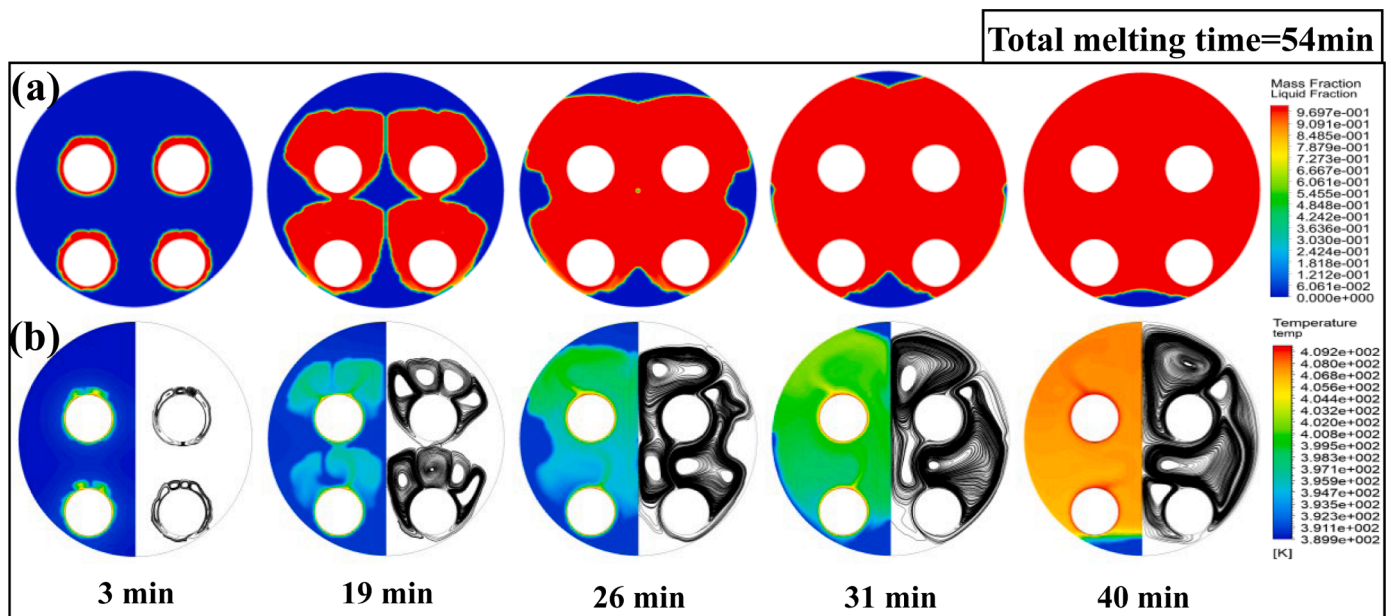 Total melting time=54min
(a)
Mass Fraction
Liquid Fraction
9.697e-001
9.091e-001
8.485e-001
7.879e-001
7.273e-001
6.667e-001
6.061e-001
5.455e-001
4.848e-001
4.242e-001
3.636e-001
3.030e-001
2.424e-001
1.818e-001
1.212e-001
6.061e-002
0.000e+000
(b)
Temperature
temp
4.092e+002
4.080e+002
4.068e+002
4.056e+002
4.044e+002
4.032e+002
4.020e+002
4.008e+002
3.995e+002
3.983e+002
3.971e+002
3.959e+002
3.947e+002
3.935e+002
3.923e+002
3.911e+002
3.899e+002
[K]
3 min
19 min
26 min
31 min
40 min